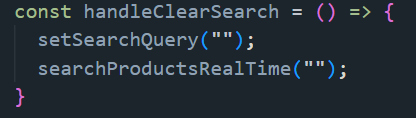 const handleClearSearch = () => {
  setSearchQuery("");
  searchProductsRealTime("");
}